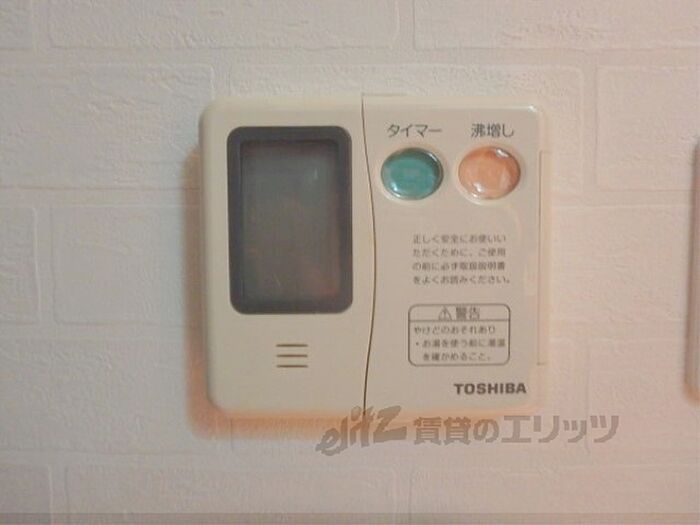 タイマー 沸増し
正しく安全にお使いい
ただくために、ご使用
の前に必ず取扱説明書
をよくお読みください。
⚠警告
やけどのおそれあり
・お湯を使う前に湯温
を確かめること。
TOSHIBA
elitz 賃貸のエリッツ